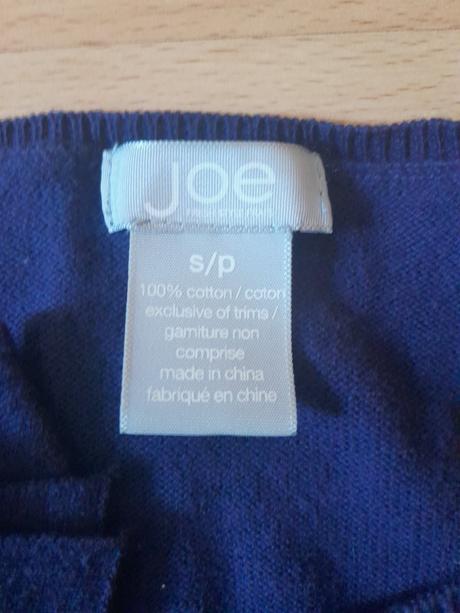 joe
s/p
100% cotton / coton
exclusive of trims /
garniture non
comprise
made in china
fabriqué en chine